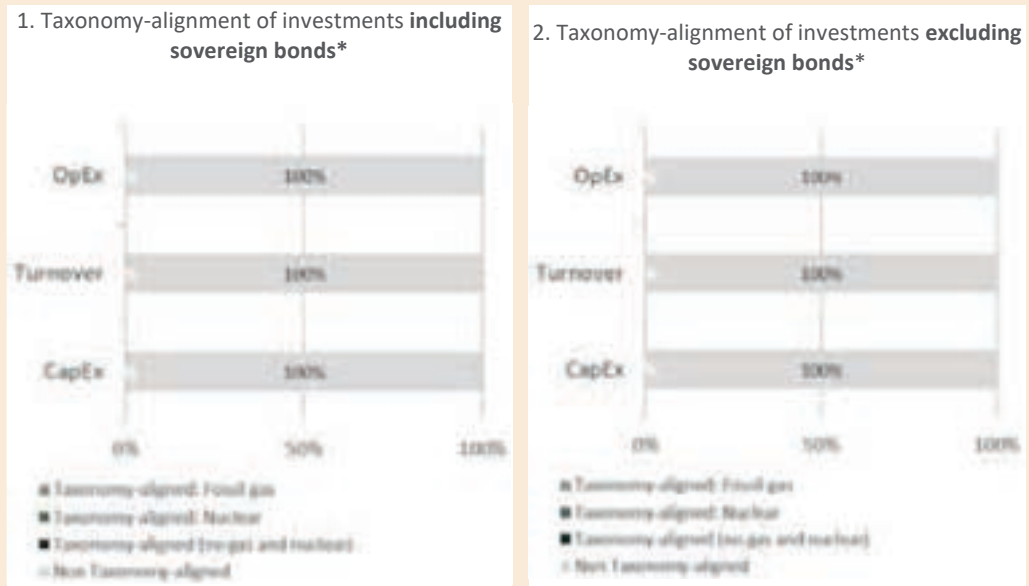 1. Taxonomy-alignment of investments including
sovereign bonds*
OpEx 100%
Turnover 100%
CapEx 100%
0% 50% 100%
Taxonomy-aligned: Fossil gas
Taxonomy-aligned: Nuclear
Taxonomy-aligned (no gas and nuclear)
Non Taxonomy-aligned
2. Taxonomy-alignment of investments excluding
sovereign bonds*
OpEx 100%
Turnover 100%
CapEx 100%
0% 50% 100%
Taxonomy-aligned: Fossil gas
Taxonomy-aligned: Nuclear
Taxonomy-aligned (no gas and nuclear)
Non Taxonomy-aligned